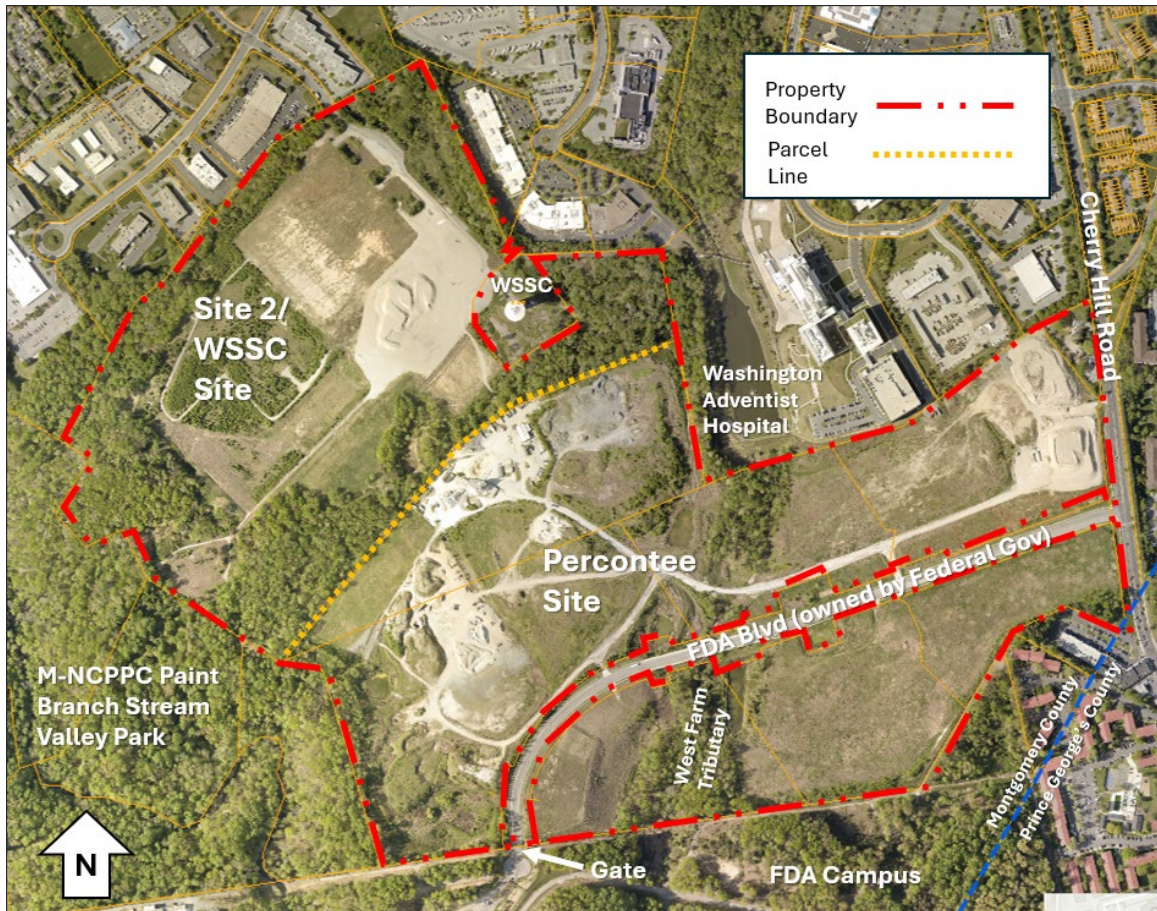 Property
Boundary
Parcel
Line
Cherry Hill Road
WSSC
Site 2/
WSSC
Site
Washington
Adventist
Hospital
Percontee
Site
FDA Blvd (owned by Federal Gov)
M-NCPPC Paint
Branch Stream
Valley Park
West Farm
Tributary
Montgomery County
Prince George's County
N
Gate
FDA Campus